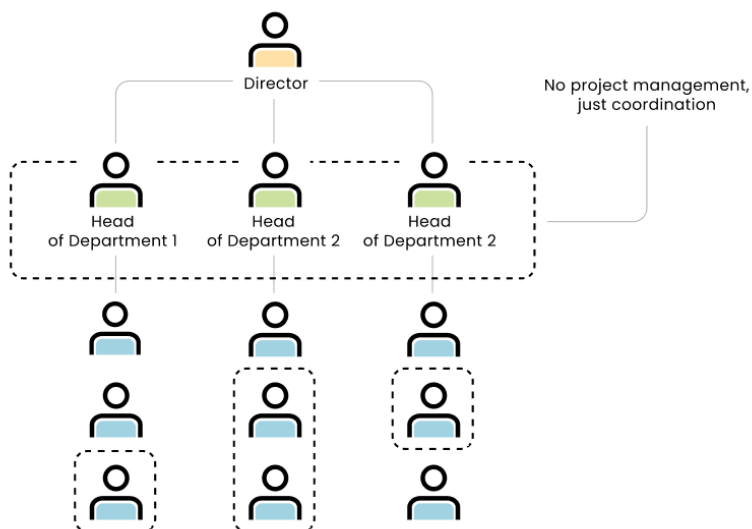 Director
No project management,
just coordination
Head
of Department 1
Head
of Department 2
Head
of Department 2